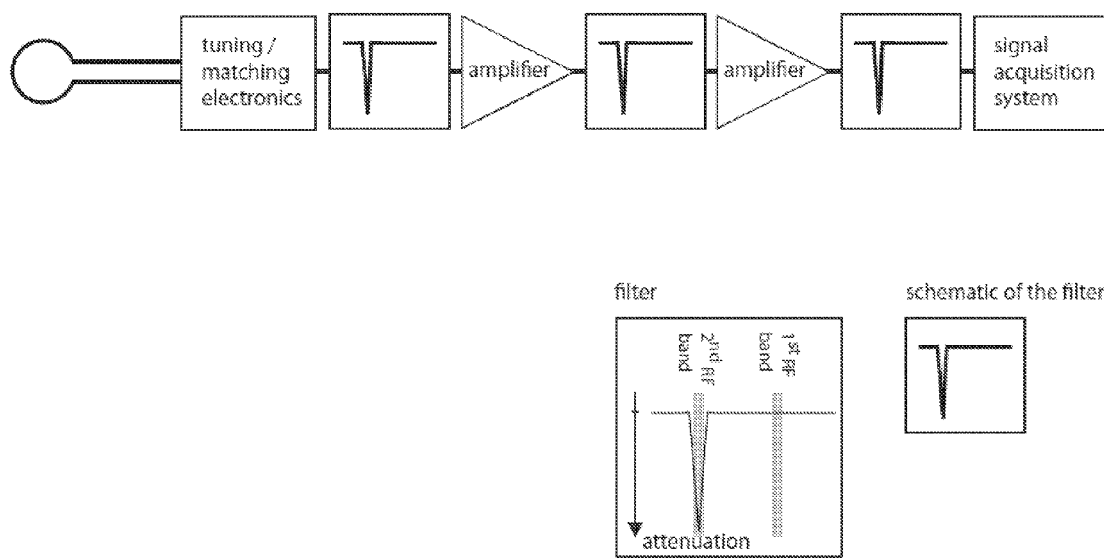 tuning /
matching
electronics
amplifier
amplifier
signal
acquisition
system
filter
schematic of the filter
2nd RF
band
1st RF
band
attenuation